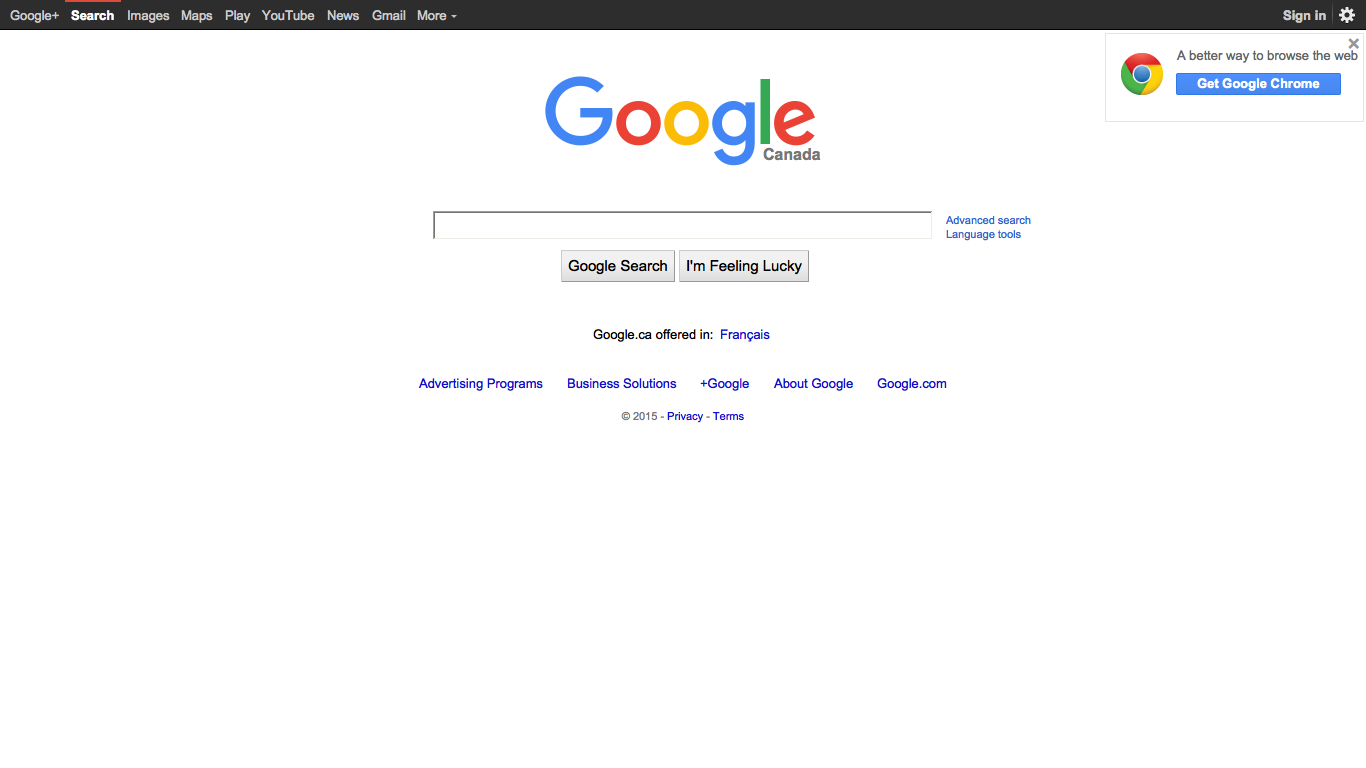 Google+ Search Images Maps Play YouTube News Gmail More Sign in
A better way to browse the web
Get Google Chrome
Google
Canada
Advanced search
Language tools
Google Search I'm Feeling Lucky
Google.ca offered in: Français
Advertising Programs Business Solutions +Google About Google Google.com
© 2015 - Privacy - Terms